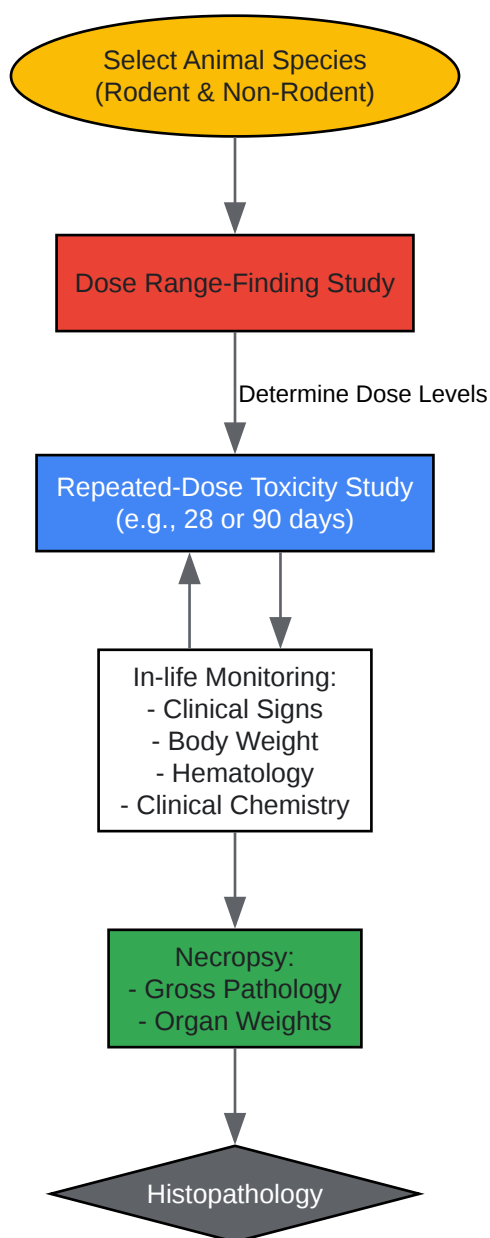 Select Animal Species
(Rodent & Non-Rodent)
Dose Range-Finding Study
Determine Dose Levels
Repeated-Dose Toxicity Study
(e.g., 28 or 90 days)
In-life Monitoring:
- Clinical Signs
- Body Weight
- Hematology
- Clinical Chemistry
Necropsy:
- Gross Pathology
- Organ Weights
Histopathology